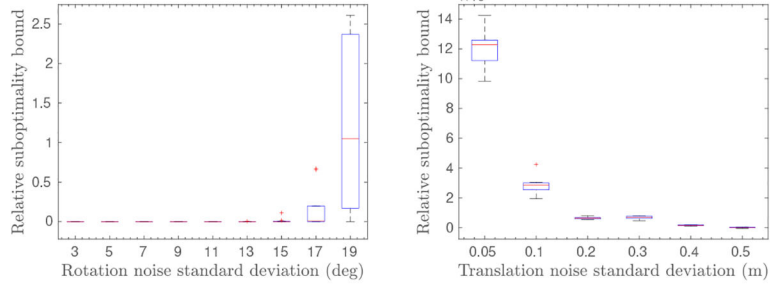 Relative suboptimality bound
2.5
2
1.5
1
0.5
0
3 5 7 9 11 13 15 17 19
Rotation noise standard deviation (deg)
Relative suboptimality bound
14
12
10
8
6
4
2
0
0.05 0.1 0.2 0.3 0.4 0.5
Translation noise standard deviation (m)